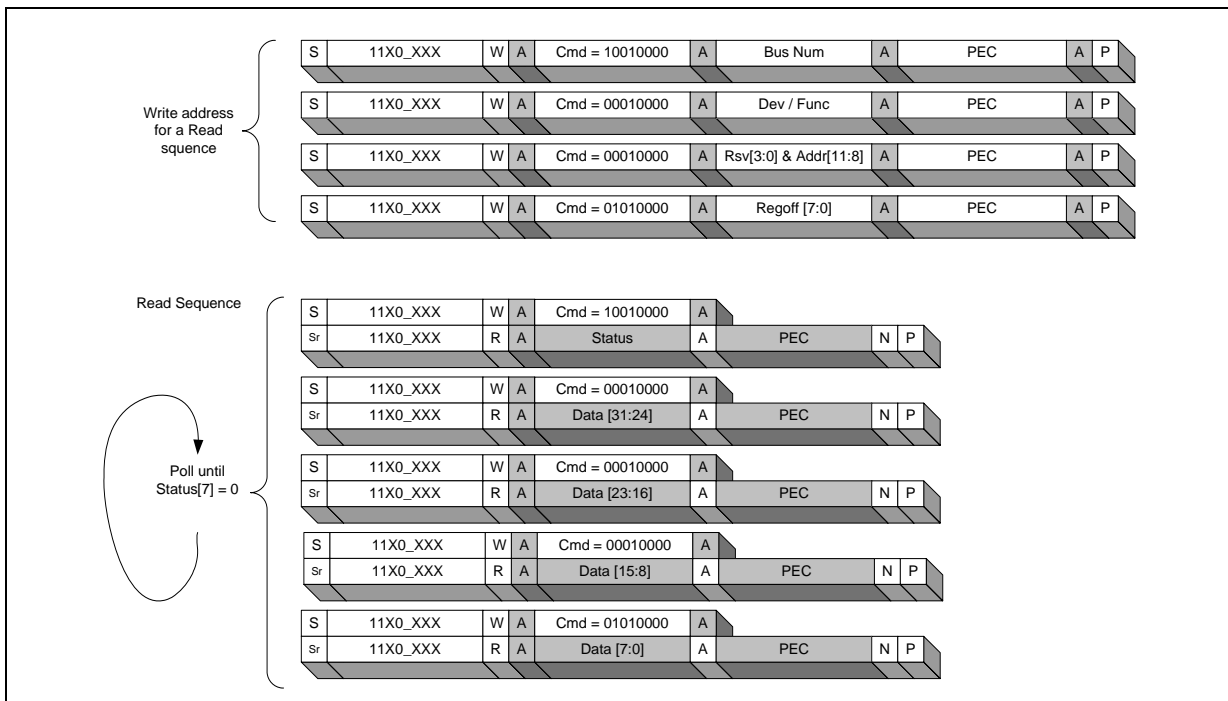 S 11X0_XXX W A Cmd = 10010000 A Bus Num A PEC A P
Write address
for a Read
squence
S 11X0_XXX W A Cmd = 00010000 A Dev / Func A PEC A P
S 11X0_XXX W A Cmd = 00010000 A Rsv[3:0] & Addr[11:8] A PEC A P
S 11X0_XXX W A Cmd = 01010000 A Regoff [7:0] A PEC A P
Read Sequence
S 11X0_XXX W A Cmd = 10010000 A
Sr 11X0_XXX R A Status A PEC N P
S 11X0_XXX W A Cmd = 00010000 A
Sr 11X0_XXX R A Data [31:24] A PEC N P
Poll until
Status[7] = 0
S 11X0_XXX W A Cmd = 00010000 A
Sr 11X0_XXX R A Data [23:16] A PEC N P
S 11X0_XXX W A Cmd = 00010000 A
Sr 11X0_XXX R A Data [15:8] A PEC N P
S 11X0_XXX W A Cmd = 01010000 A
Sr 11X0_XXX R A Data [7:0] A PEC N P